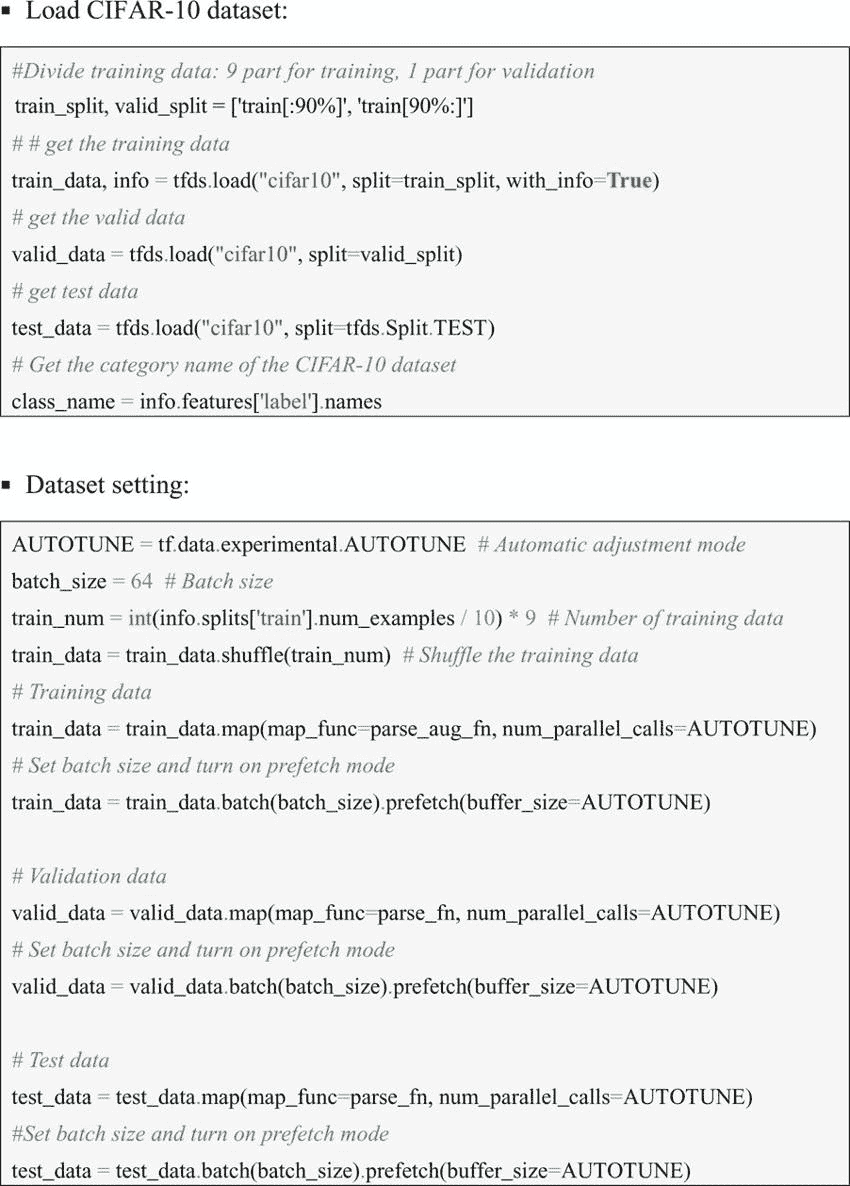 ▪ Load CIFAR-10 dataset:
#Divide training data: 9 part for training, 1 part for validation
train_split, valid_split = ['train[:90%]', 'train[90%:]']
# # get the training data
train_data, info = tfds.load("cifar10", split=train_split, with_info=True)
# get the valid data
valid_data = tfds.load("cifar10", split=valid_split)
# get test data
test_data = tfds.load("cifar10", split=tfds.Split.TEST)
# Get the category name of the CIFAR-10 dataset
class_name = info.features['label'].names
▪ Dataset setting:
AUTOTUNE = tf.data.experimental.AUTOTUNE # Automatic adjustment mode
batch_size = 64 # Batch size
train_num = int(info.splits['train'].num_examples / 10) * 9 # Number of training data
train_data = train_data.shuffle(train_num) # Shuffle the training data
# Training data
train_data = train_data.map(map_func=parse_aug_fn, num_parallel_calls=AUTOTUNE)
# Set batch size and turn on prefetch mode
train_data = train_data.batch(batch_size).prefetch(buffer_size=AUTOTUNE)
# Validation data
valid_data = valid_data.map(map_func=parse_fn, num_parallel_calls=AUTOTUNE)
# Set batch size and turn on prefetch mode
valid_data = valid_data.batch(batch_size).prefetch(buffer_size=AUTOTUNE)
# Test data
test_data = test_data.map(map_func=parse_fn, num_parallel_calls=AUTOTUNE)
#Set batch size and turn on prefetch mode
test_data = test_data.batch(batch_size).prefetch(buffer_size=AUTOTUNE)